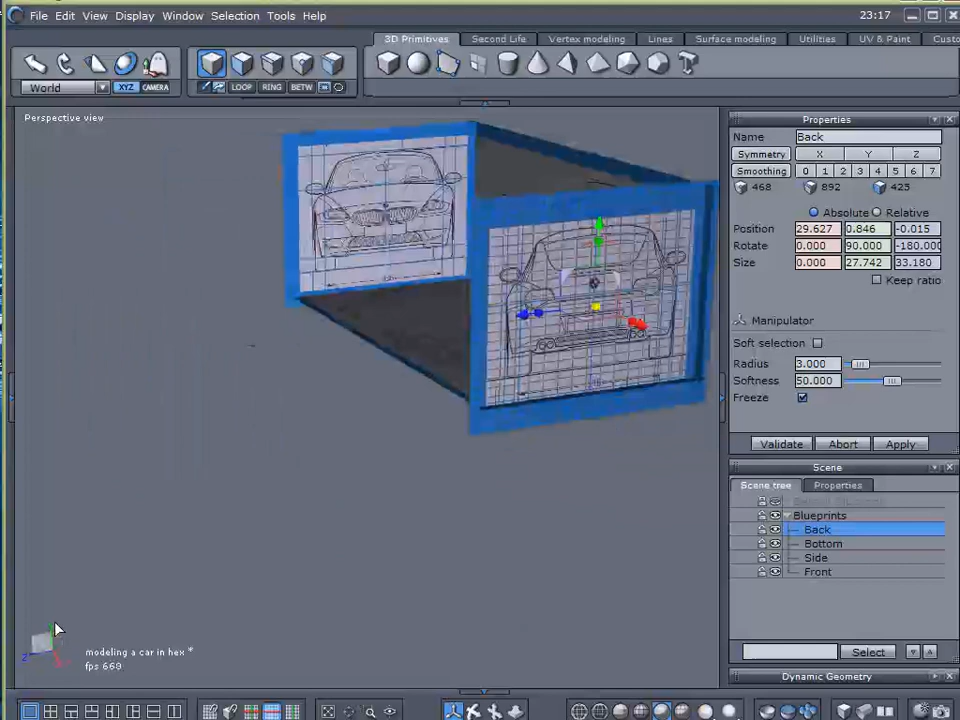 File Edit View Display Window Selection Tools Help 23:17
3D Primitives Second Life Vertex modeling Lines Surface modeling Utilities UV & Paint Custo
World XYZ CAMERA LOOP RING BETW
Perspective view
Properties
Name Back
Symmetry X Y Z
Smoothing 0 1 2 3 4 5 6 7
468 892 423
Absolute Relative
Position 29.627 0.846 -0.015
Rotate 0.000 90.000 -180.000
Size 0.000 27.742 33.180
Keep ratio
Manipulator
Soft selection
Radius 3.000
Softness 50.000
Freeze
Validate Abort Apply
Scene
Scene tree Properties
Blueprints
Back
Bottom
Side
Front
Select
Dynamic Geometry
Z
modeling a car in hex *
fps 660